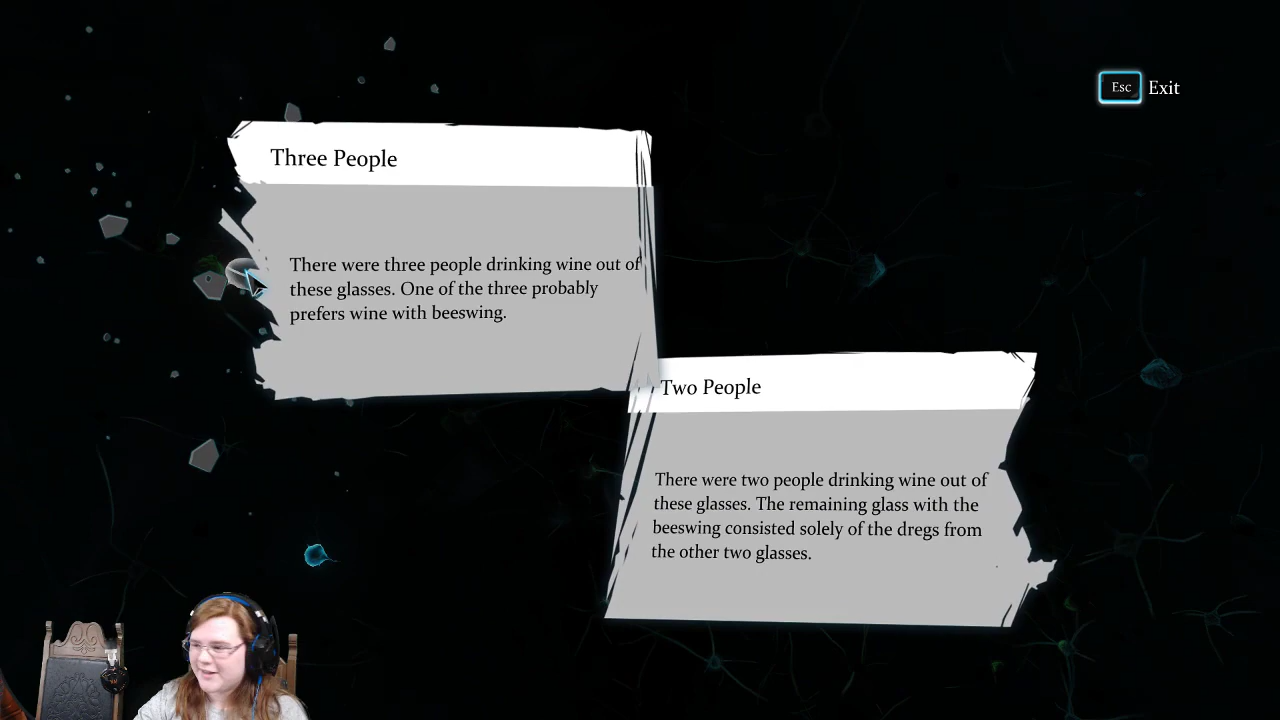 Esc Exit
Three People
There were three people drinking wine out of
these glasses. One of the three probably
prefers wine with beeswing.
Two People
There were two people drinking wine out of
these glasses. The remaining glass with the
beeswing consisted solely of the dregs from
the other two glasses.